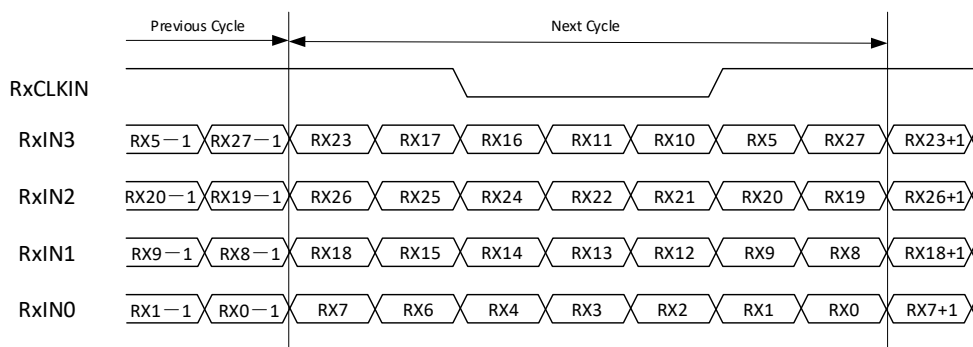 Previous Cycle Next Cycle
RxCLKIN
RxIN3 RX5－1 RX27－1 RX23 RX17 RX16 RX11 RX10 RX5 RX27 RX23+1
RxIN2 RX20－1 RX19－1 RX26 RX25 RX24 RX22 RX21 RX20 RX19 RX26+1
RxIN1 RX9－1 RX8－1 RX18 RX15 RX14 RX13 RX12 RX9 RX8 RX18+1
RxIN0 RX1－1 RX0－1 RX7 RX6 RX4 RX3 RX2 RX1 RX0 RX7+1